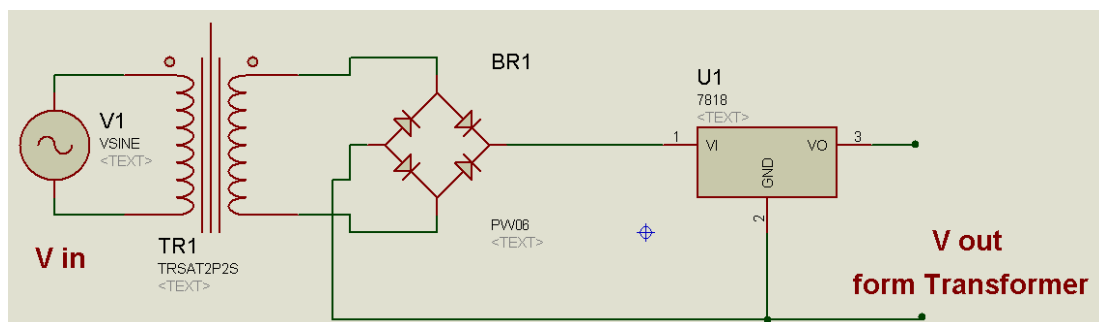 V1
VSINE
<TEXT>
V in
TR1
TRSAT2P2S
<TEXT>
BR1
PW06
<TEXT>
U1
7818
<TEXT>
1
VI
VO
3
GND
2
V out
form Transformer